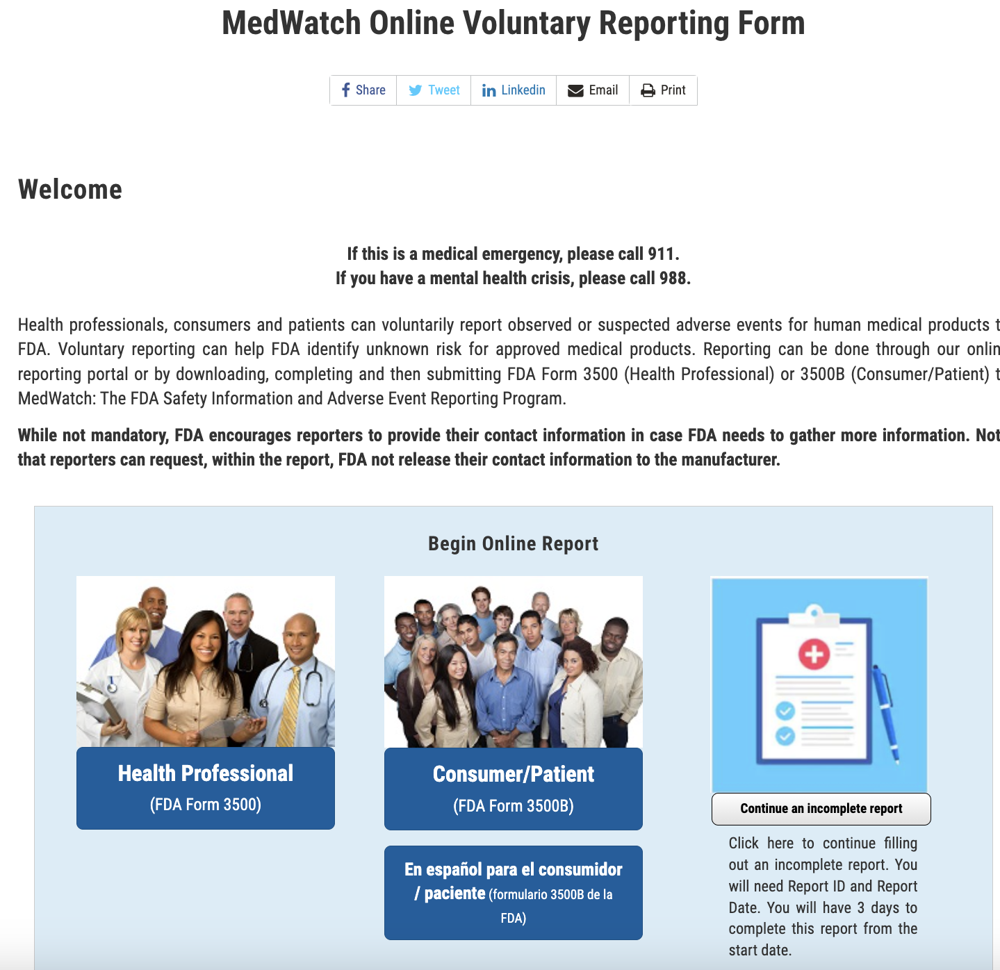 MedWatch Online Voluntary Reporting Form
Share Tweet Linkedin Email Print
Welcome
If this is a medical emergency, please call 911.
If you have a mental health crisis, please call 988.
Health professionals, consumers and patients can voluntarily report observed or suspected adverse events for human medical products t
FDA. Voluntary reporting can help FDA identify unknown risk for approved medical products. Reporting can be done through our onlin
reporting portal or by downloading, completing and then submitting FDA Form 3500 (Health Professional) or 3500B (Consumer/Patient) t
MedWatch: The FDA Safety Information and Adverse Event Reporting Program.
While not mandatory, FDA encourages reporters to provide their contact information in case FDA needs to gather more information. Not
that reporters can request, within the report, FDA not release their contact information to the manufacturer.
Begin Online Report
Health Professional
(FDA Form 3500)
Consumer/Patient
(FDA Form 3500B)
En español para el consumidor
/ paciente (formulario 3500B de la
FDA)
Continue an incomplete report
Click here to continue filling
out an incomplete report. You
will need Report ID and Report
Date. You will have 3 days to
complete this report from the
start date.